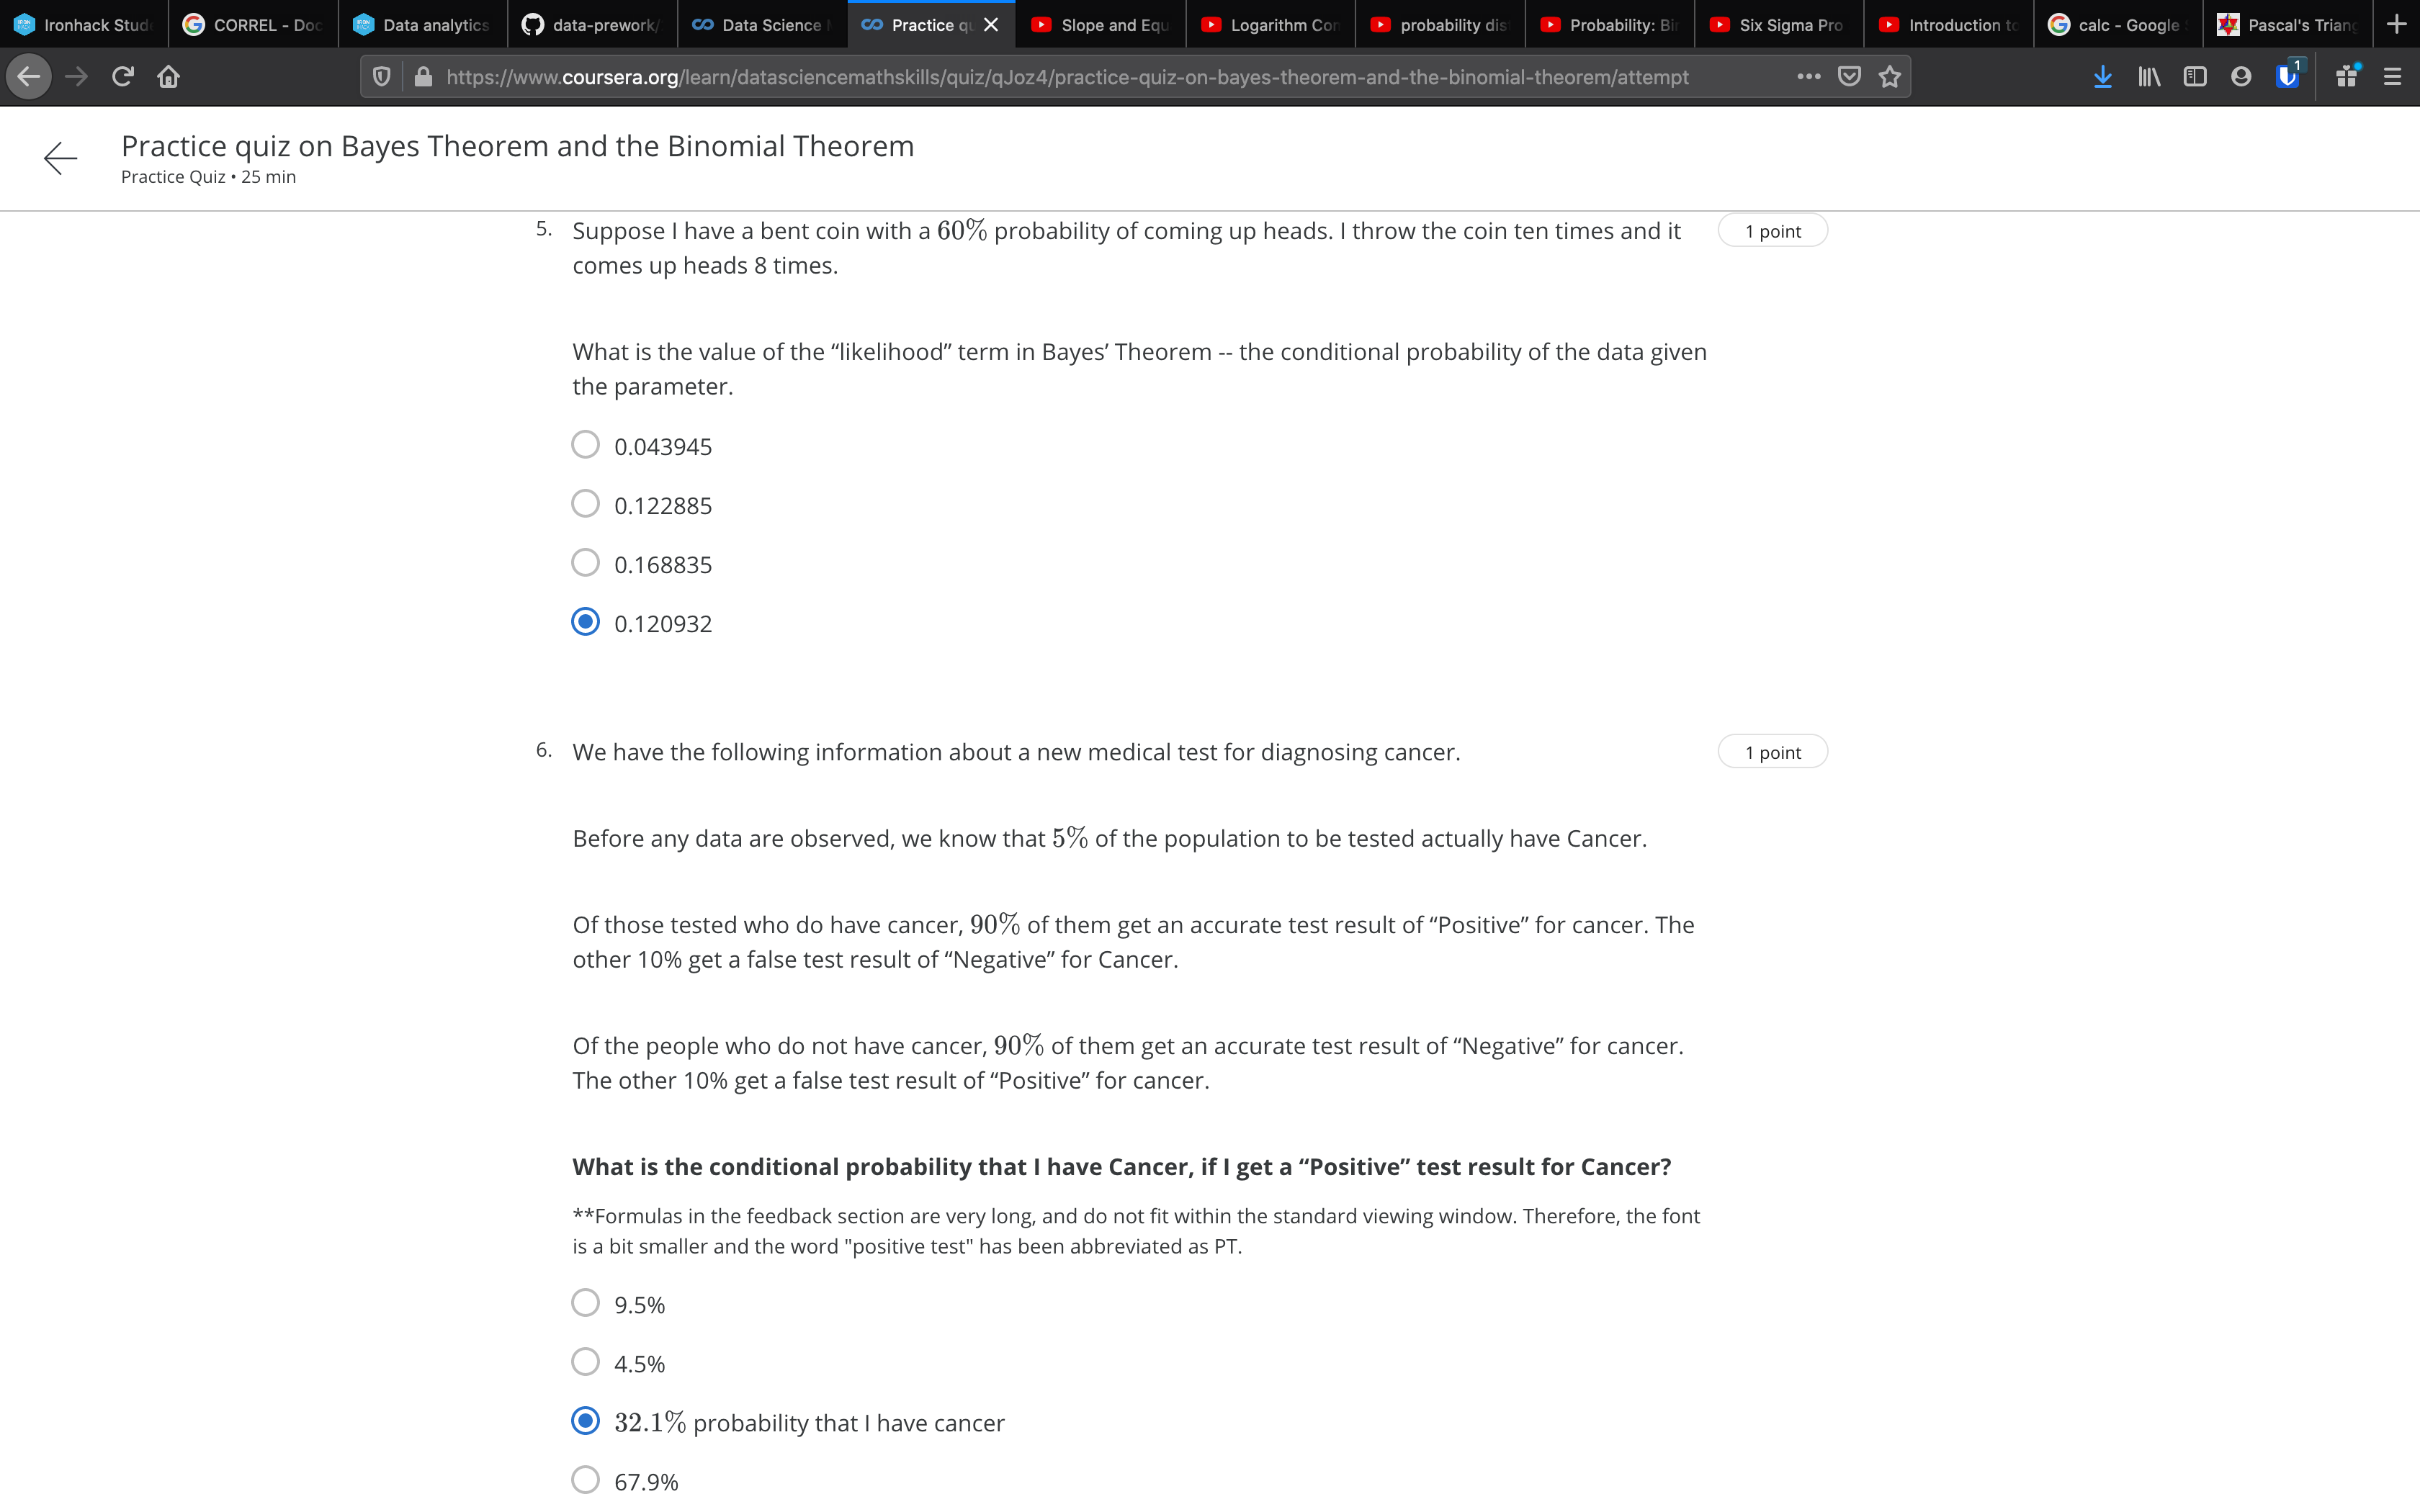 Ironhack Stud
CORREL - Doc
Data analytics
data-prework/
Data Science
Practice qu
Slope and Equ
Logarithm Con
probability dis
Probability: Bi
Six Sigma Pro
Introduction to
calc - Google
Pascal's Triang
https://www.coursera.org/learn/datasciencemathskills/quiz/qJoz4/practice-quiz-on-bayes-theorem-and-the-binomial-theorem/attempt
1
Practice quiz on Bayes Theorem and the Binomial Theorem
Practice Quiz • 25 min
5. Suppose I have a bent coin with a 60% probability of coming up heads. I throw the coin ten times and it
1 point
comes up heads 8 times.
What is the value of the “likelihood” term in Bayes’ Theorem -- the conditional probability of the data given
the parameter.
0.043945
0.122885
0.168835
0.120932
6. We have the following information about a new medical test for diagnosing cancer.
1 point
Before any data are observed, we know that 5% of the population to be tested actually have Cancer.
Of those tested who do have cancer, 90% of them get an accurate test result of “Positive” for cancer. The
other 10% get a false test result of “Negative” for Cancer.
Of the people who do not have cancer, 90% of them get an accurate test result of “Negative” for cancer.
The other 10% get a false test result of “Positive” for cancer.
What is the conditional probability that I have Cancer, if I get a “Positive” test result for Cancer?
**Formulas in the feedback section are very long, and do not fit within the standard viewing window. Therefore, the font
is a bit smaller and the word "positive test" has been abbreviated as PT.
9.5%
4.5%
32.1% probability that I have cancer
67.9%